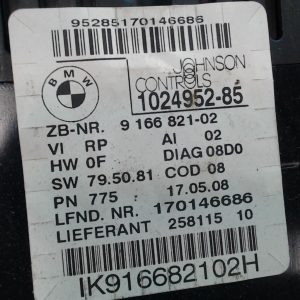 95285170146686
BMW
JOHNSON
CONTROLS
1024952-85
ZB-NR. 9 166 821-02
VI RP AI 02
HW 0F DIAG 08D0
SW 79.50.81 COD 08
PN 775 17.05.08
LFND. NR. 170146686
LIEFERANT 258115 10
IK916682102H